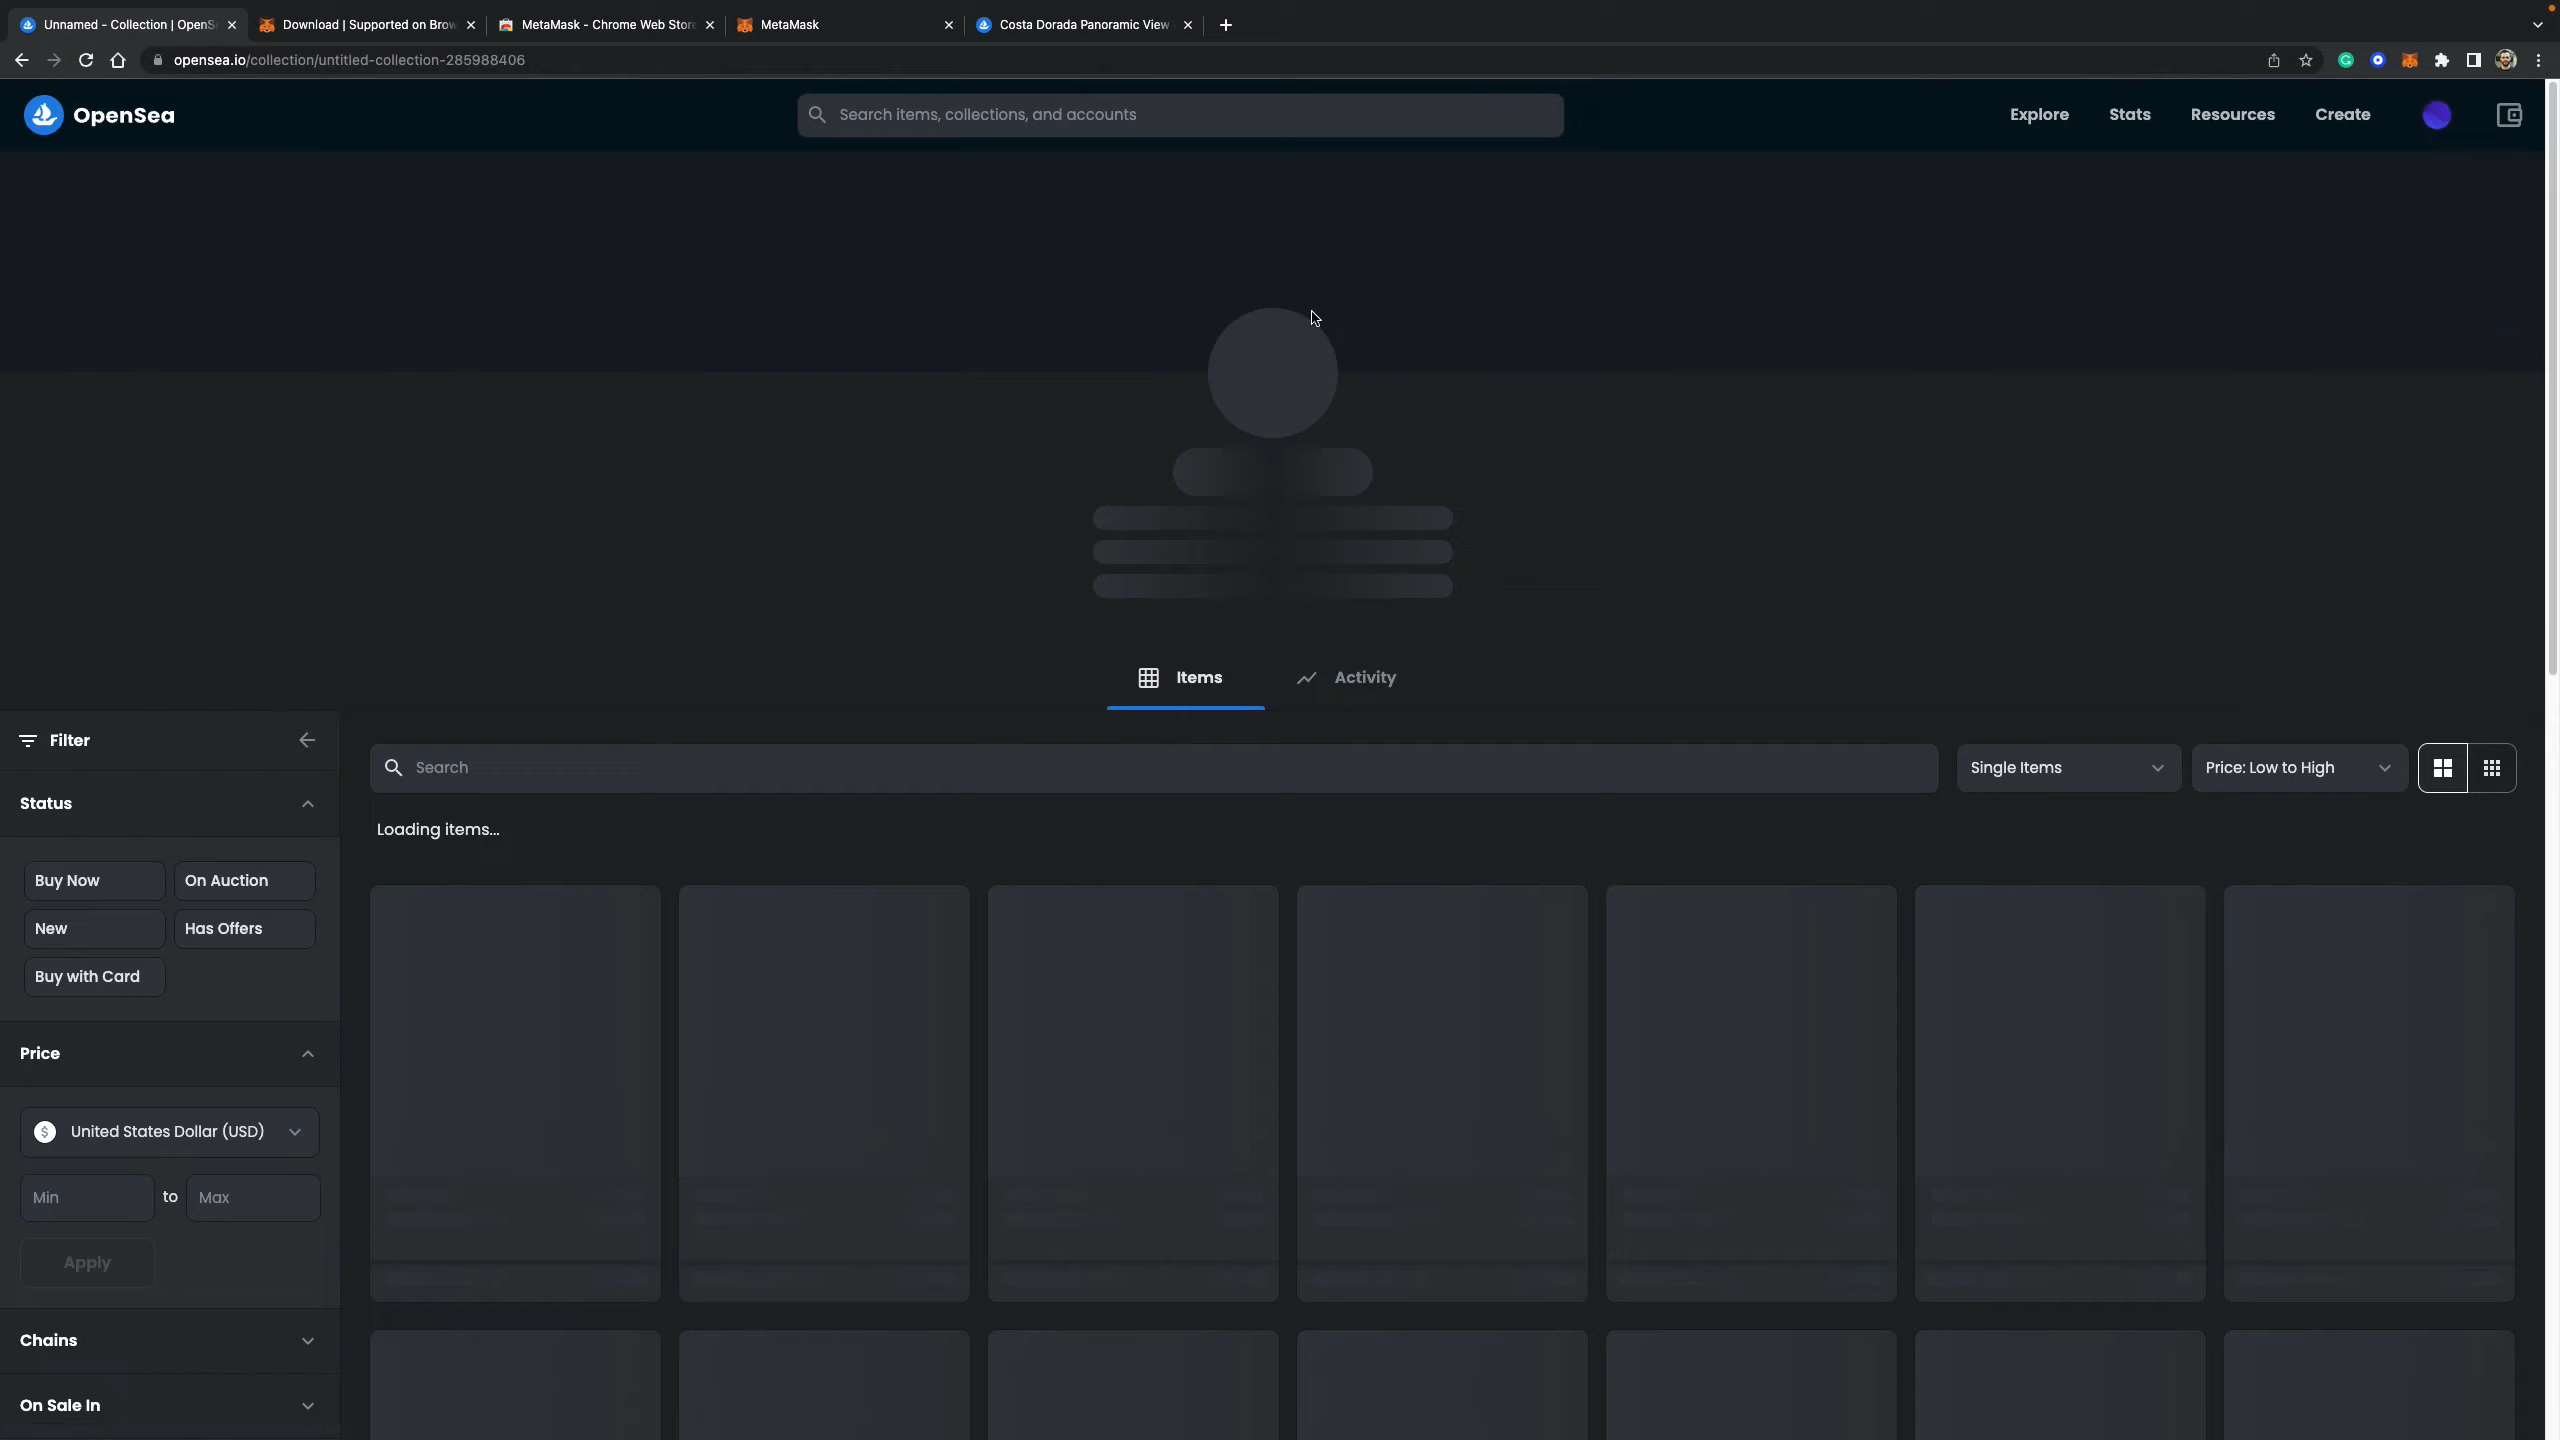 Unnamed - Collection | OpenS
Download | Supported on Brow
MetaMask - Chrome Web Store
MetaMask
Costa Dorada Panoramic View
opensea.io/collection/untitled-collection-285988406
OpenSea
Search items, collections, and accounts
Explore
Stats
Resources
Create
Items
Activity
Filter
Search
Single Items
Price: Low to High
Status
Loading items...
Buy Now
On Auction
New
Has Offers
Buy with Card
Price
$ United States Dollar (USD)
Min to Max
Apply
Chains
On Sale In